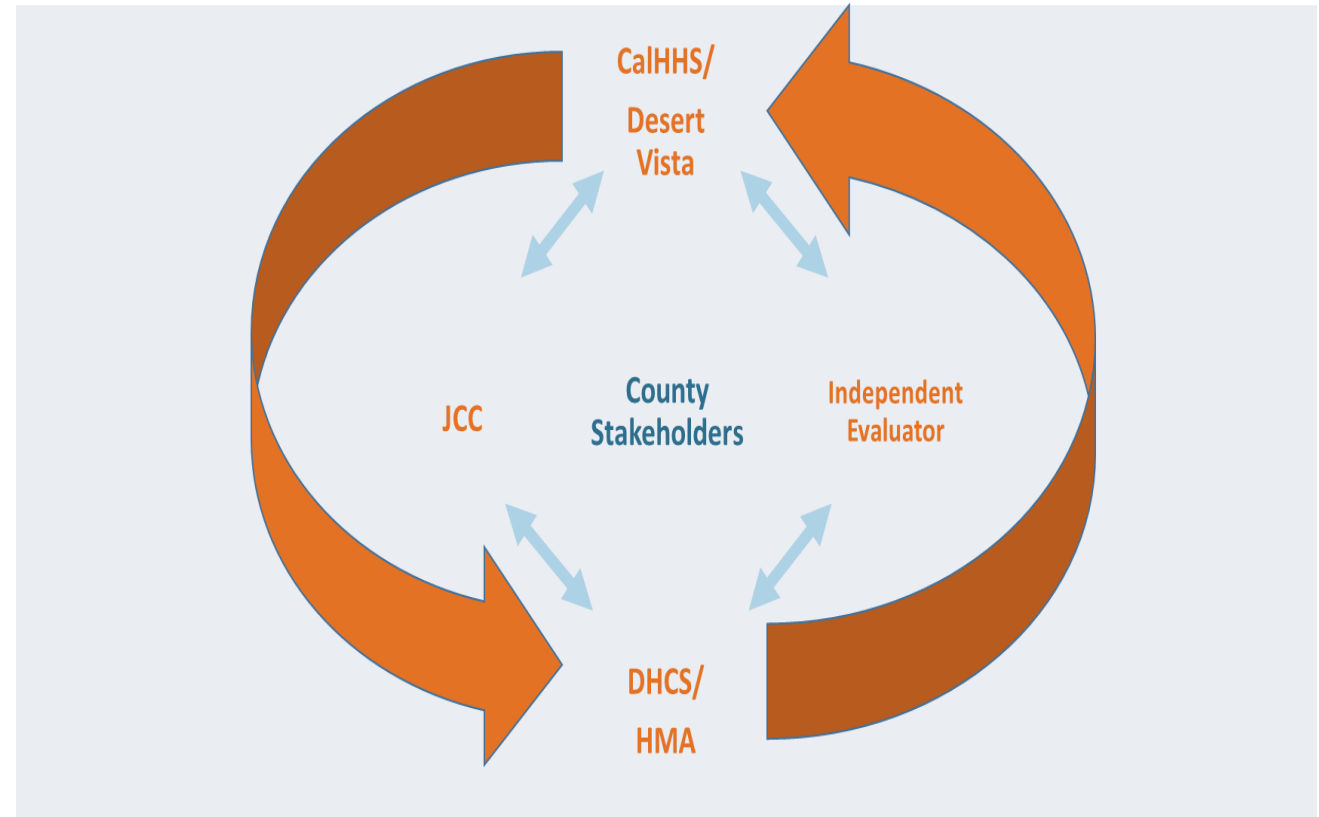 CalHHS/
Desert
Vista
JCC
County
Stakeholders
Independent
Evaluator
DHCS/
HMA